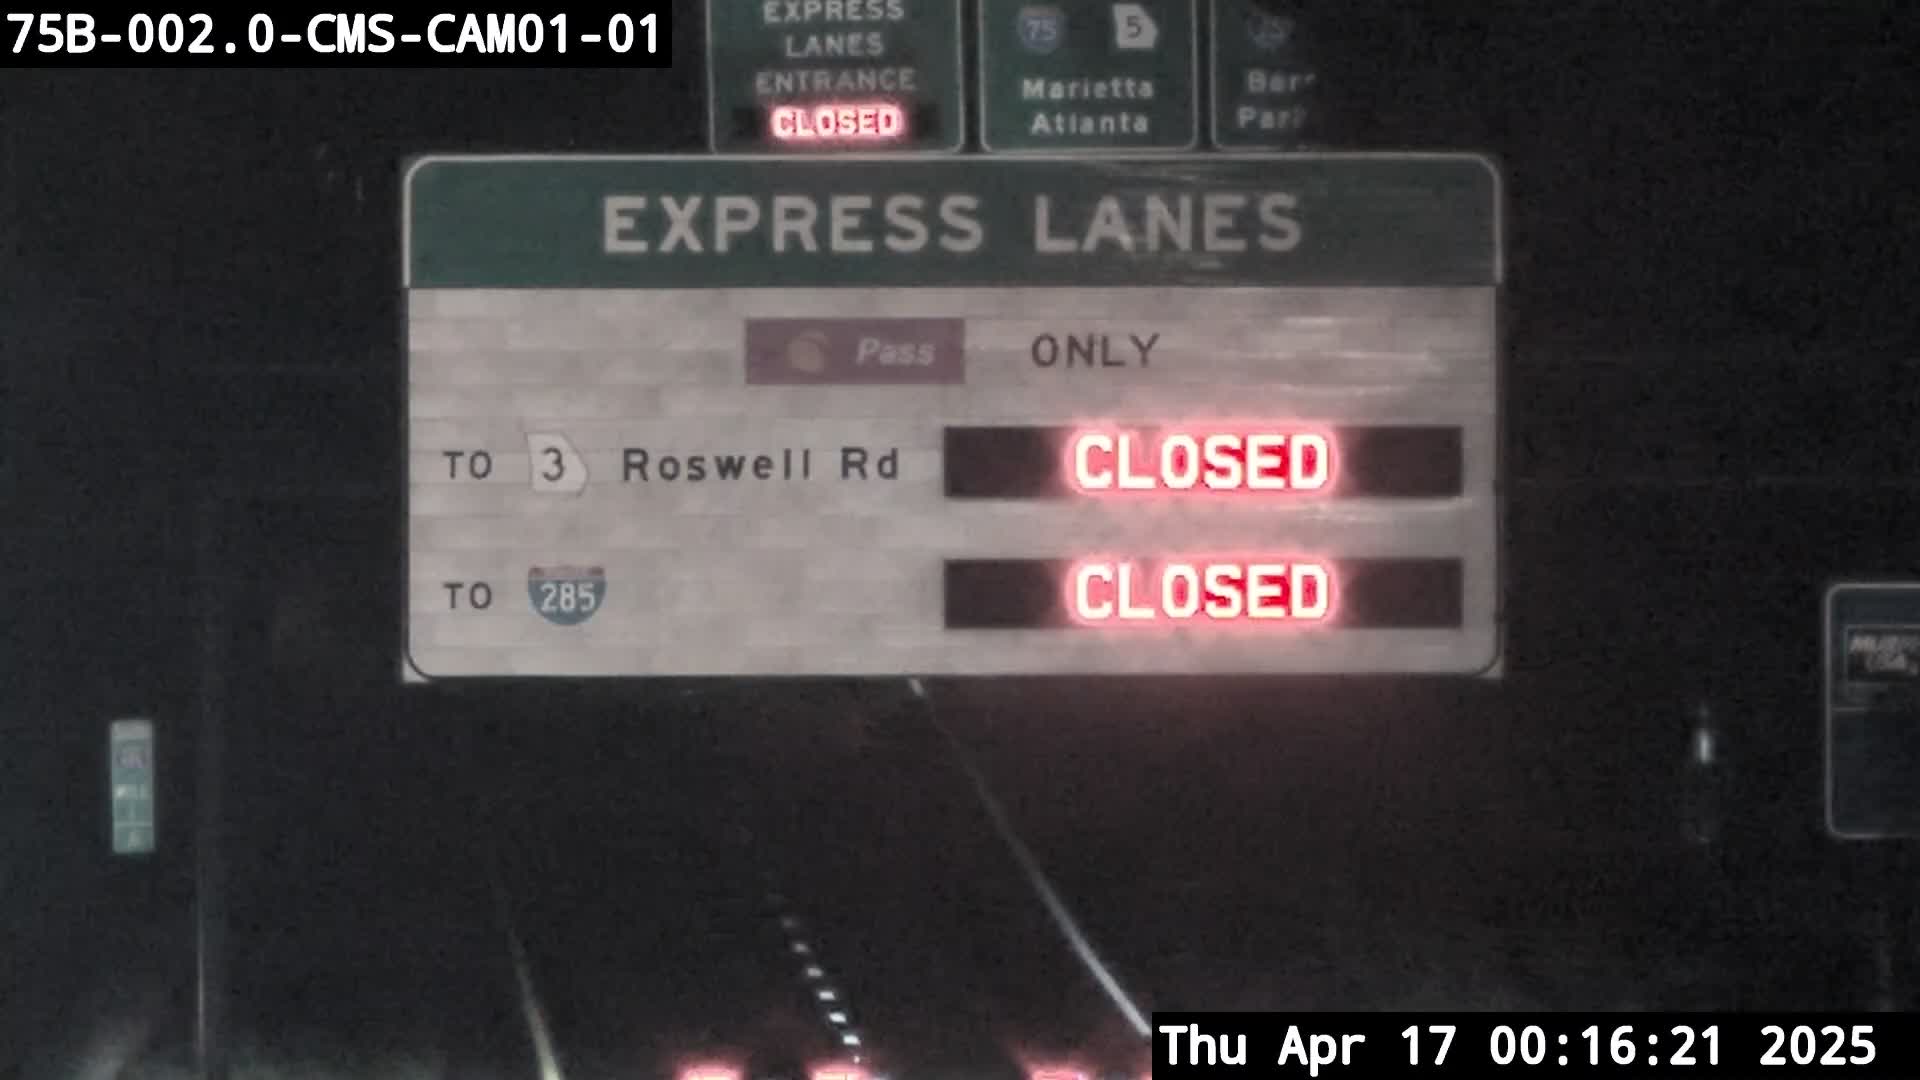 75B-002.0-CMS-CAM01-01
EXPRESS
LANES
ENTRANCE
CLOSED
75 5
Marietta
Atlanta
EXPRESS LANES
Pass ONLY
TO 3 Roswell Rd CLOSED
TO 285 CLOSED
Thu Apr 17 00:16:21 2025